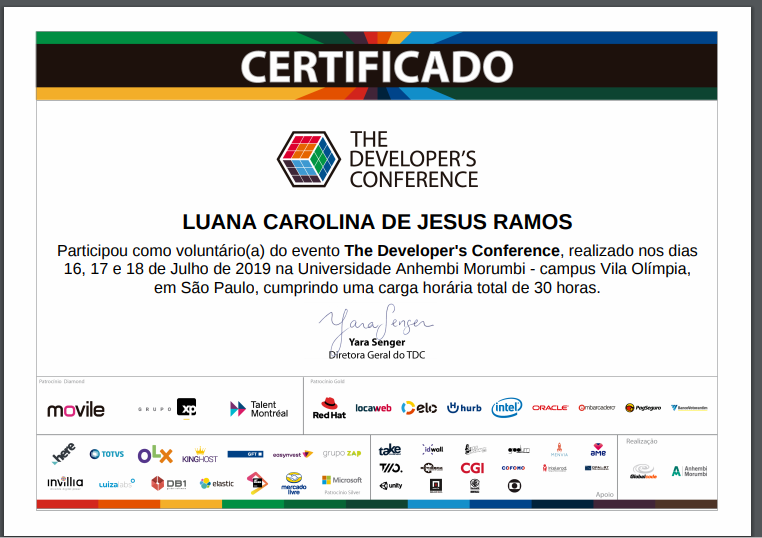 CERTIFICADO
THE
DEVELOPER'S
CONFERENCE
LUANA CAROLINA DE JESUS RAMOS
Participou como voluntário(a) do evento The Developer's Conference, realizado nos dias
16, 17 e 18 de Julho de 2019 na Universidade Anhembi Morumbi - campus Vila Olímpia,
em São Paulo, cumprindo uma carga horária total de 30 horas.
Yara Senger
Yara Senger
Diretora Geral do TDC
Patrocínio Diamond
movile
GRUPO xp
Talent
Montréal
Patrocínio Gold
Red Hat
locaweb
elo
hurb
intel
ORACLE
embarcadero
PagSeguro
BancoVotorantim
here
TOTVS
OLX
KINGHOST
GFT
easynvest
grupo ZAP
invillia
luizalabs
DB1
elastic
mercado
livre
Microsoft
Patrocínio Silver
take
idwall
ame
CGI
unity
Apoio
Realização
Globalcode
Anhembi
Morumbi